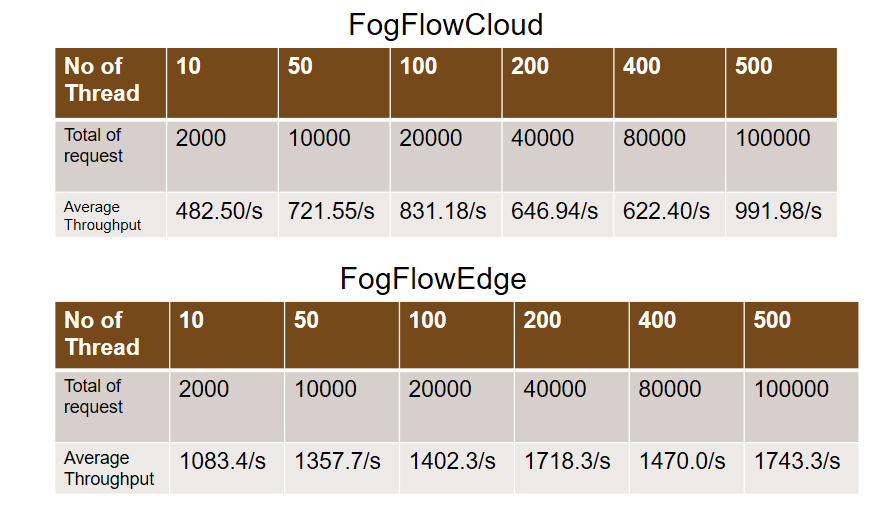 FogFlowCloud
No of Thread 10 50 100 200 400 500
Total of request 2000 10000 20000 40000 80000 100000
Average Throughput 482.50/s 721.55/s 831.18/s 646.94/s 622.40/s 991.98/s
FogFlowEdge
No of Thread 10 50 100 200 400 500
Total of request 2000 10000 20000 40000 80000 100000
Average Throughput 1083.4/s 1357.7/s 1402.3/s 1718.3/s 1470.0/s 1743.3/s